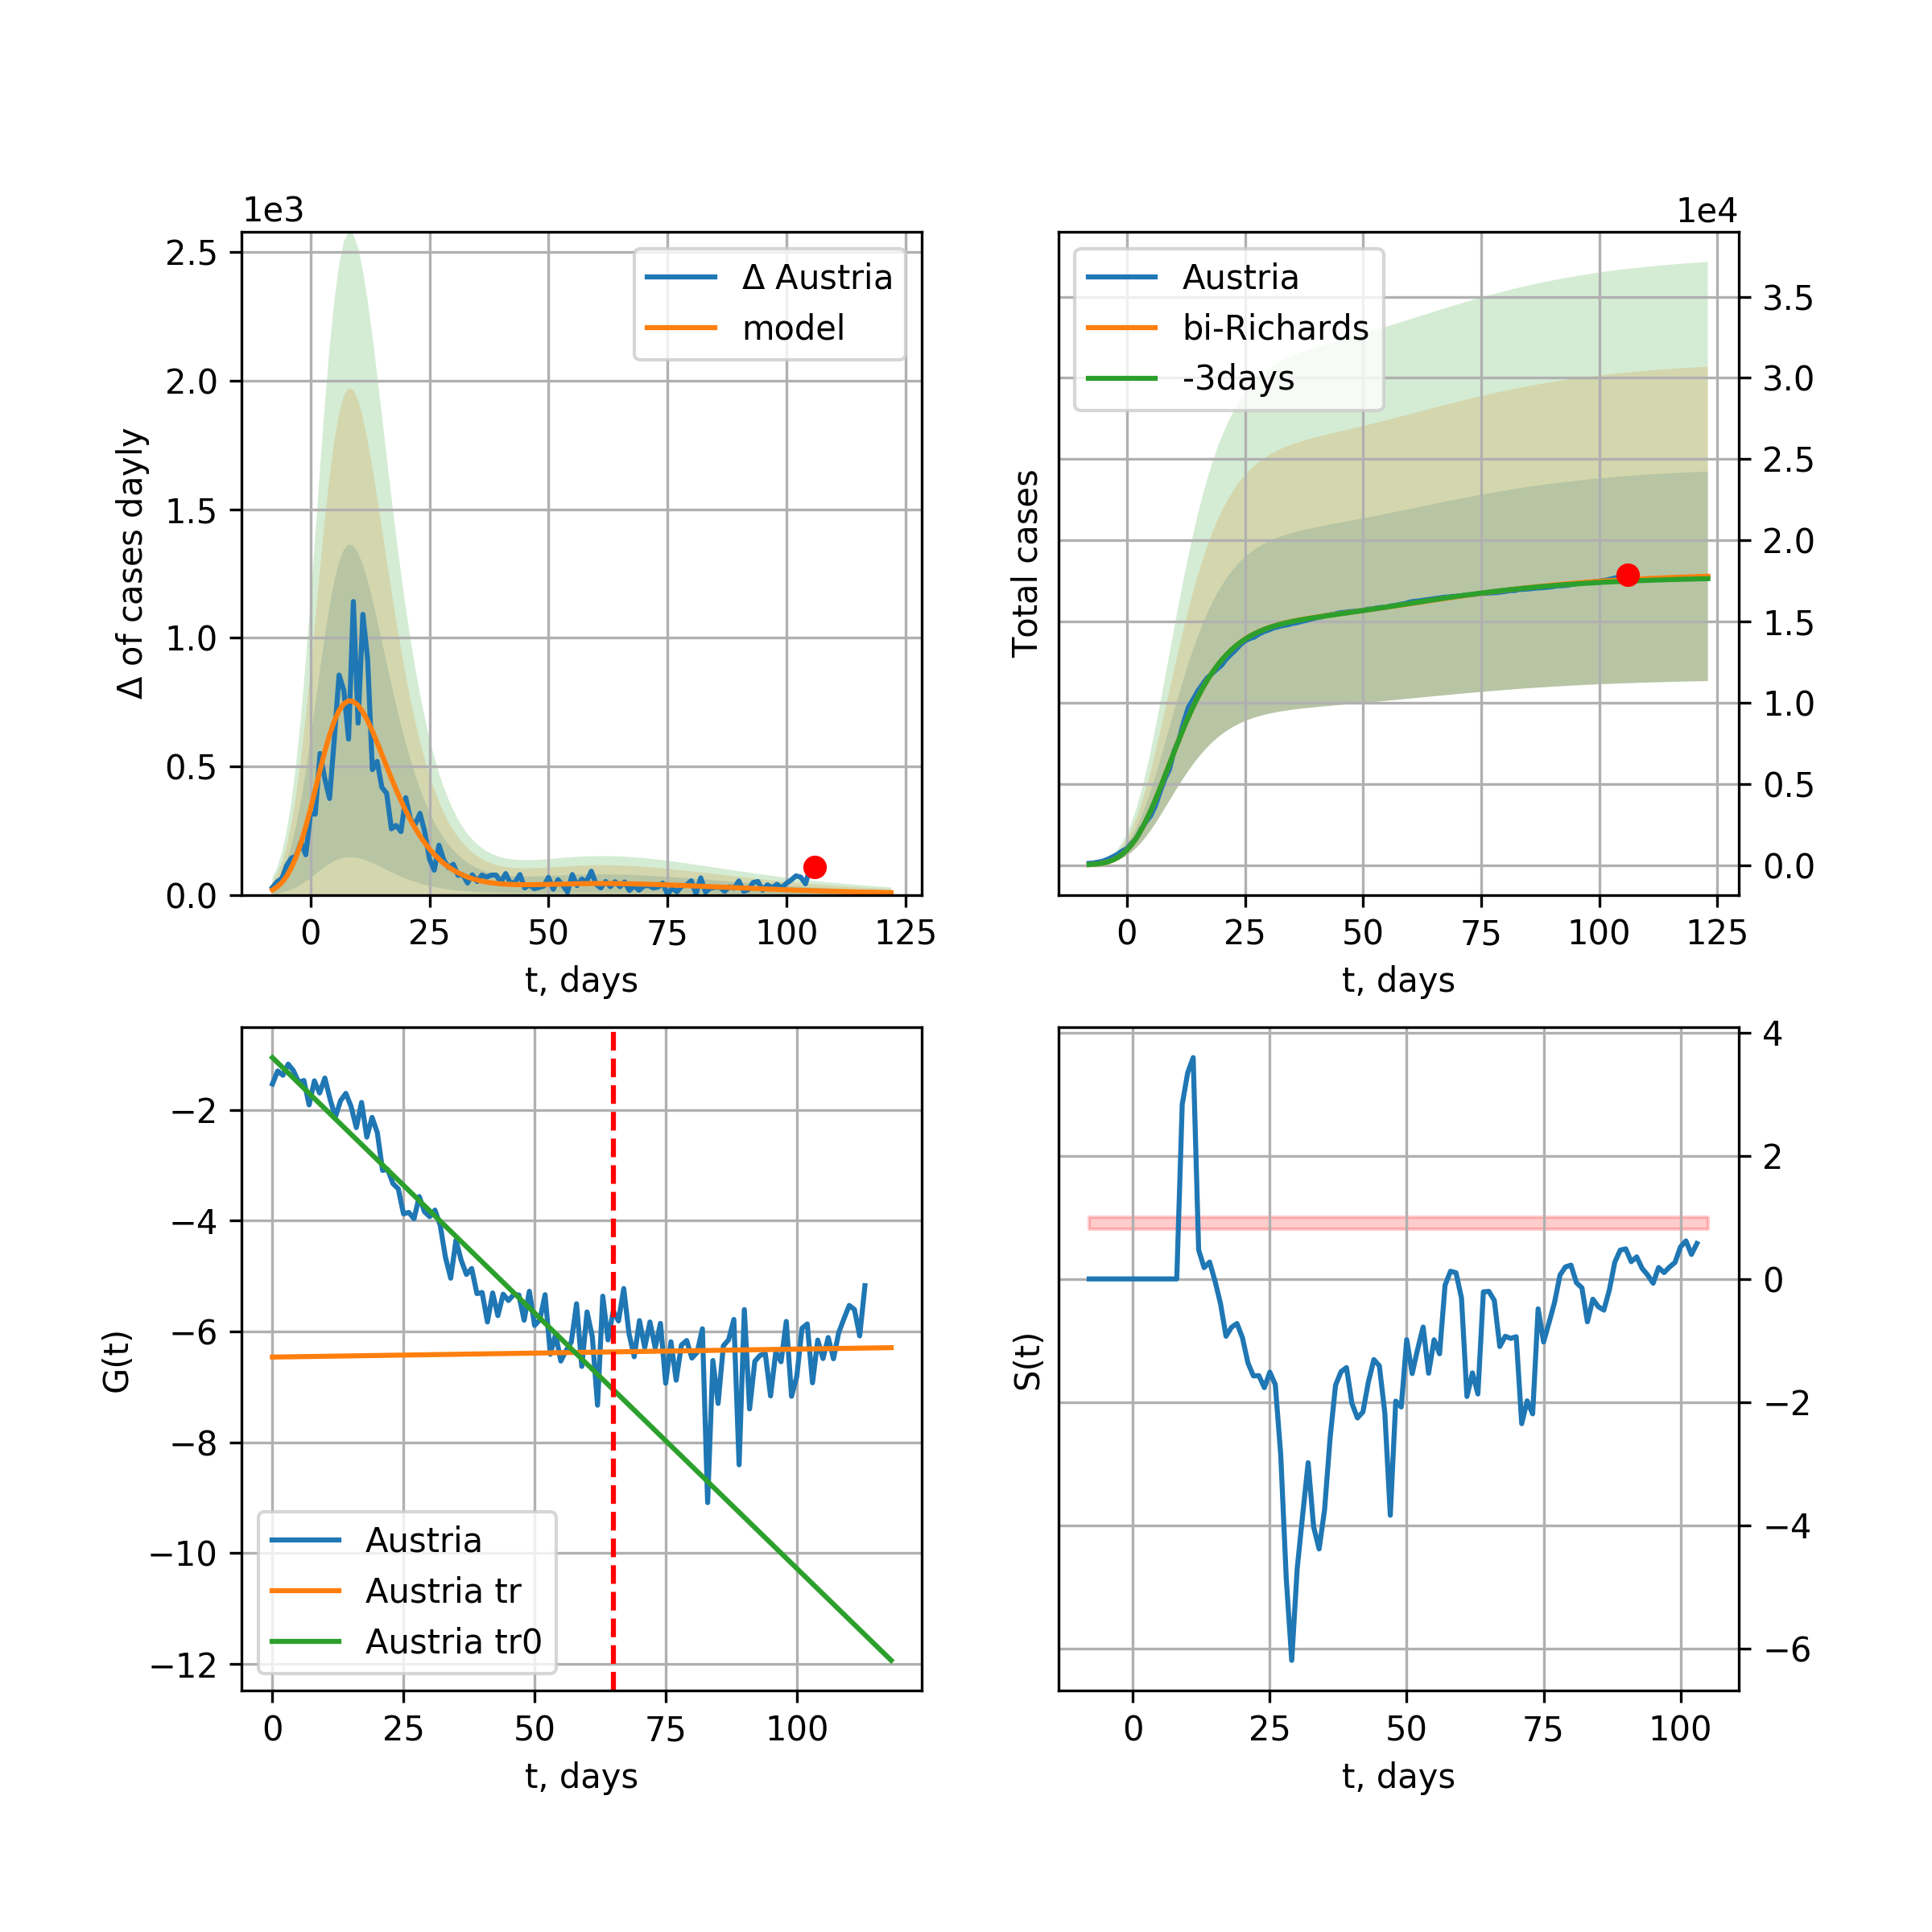 1e3
2.5
2.0
1.5
1.0
0.5
0.0
Δ of cases dayly
Δ Austria
model
0 25 50 75 100 125
t, days
1e4
Austria
bi-Richards
-3days
3.5
3.0
2.5
2.0
1.5
1.0
0.5
0.0
Total cases
0 25 50 75 100 125
t, days
−2
−4
−6
−8
−10
−12
G(t)
Austria
Austria tr
Austria tr0
0 25 50 75 100
t, days
4
2
0
−2
−4
−6
S(t)
0 25 50 75 100
t, days